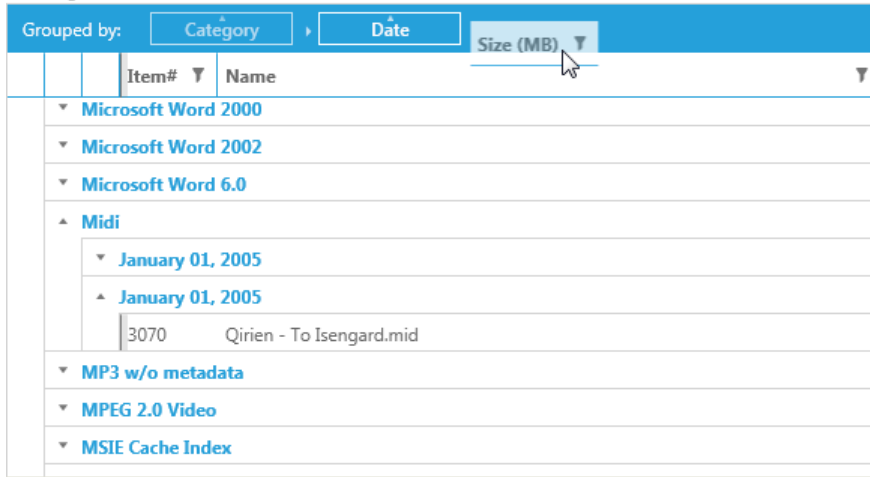 Grouped by: Category Date Size (MB)
Item# Name
Microsoft Word 2000
Microsoft Word 2002
Microsoft Word 6.0
Midi
January 01, 2005
January 01, 2005
3070 Qirien - To Isengard.mid
MP3 w/o metadata
MPEG 2.0 Video
MSIE Cache Index